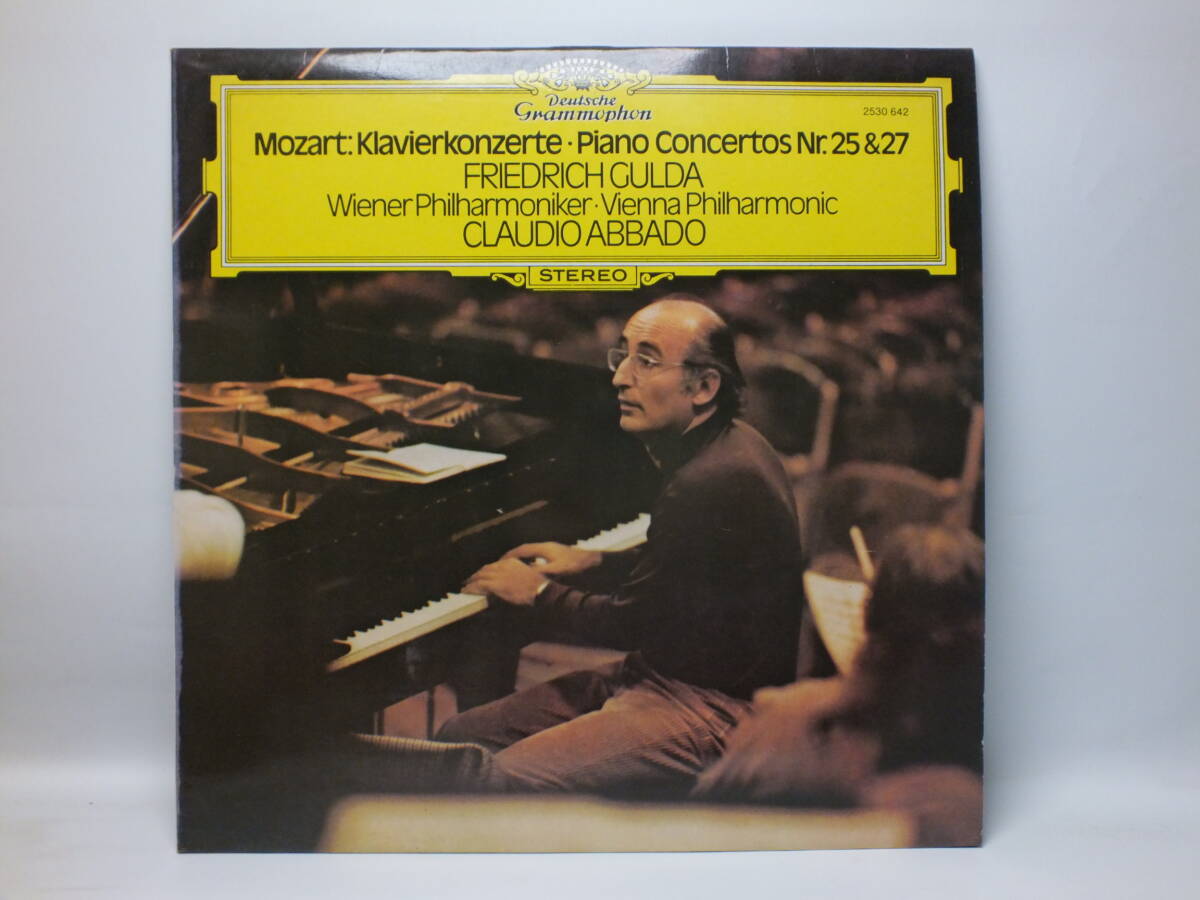 Deutsche
Grammophon
2530 642
Mozart: Klavierkonzerte · Piano Concertos Nr. 25 & 27
FRIEDRICH GULDA
Wiener Philharmoniker · Vienna Philharmonic
CLAUDIO ABBADO
STEREO